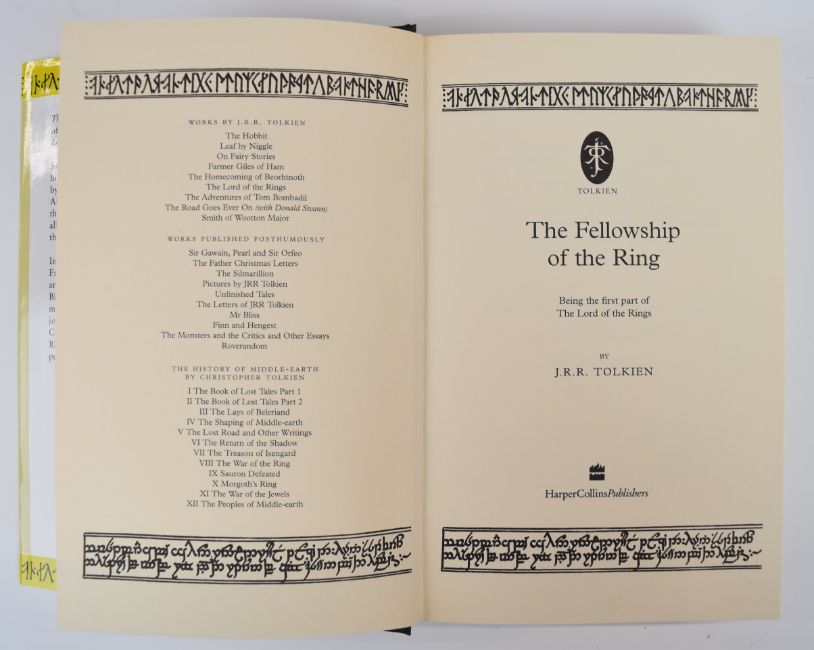 WORKS BY J.R.R. TOLKIEN
The Hobbit
Leaf by Niggle
On Fairy Stories
Farmer Giles of Ham
The Homecoming of Beorhtnoth
The Lord of the Rings
The Adventures of Tom Bombadil
The Road Goes Ever On (with Donald Swann)
Smith of Wootton Major
WORKS PUBLISHED POSTHUMOUSLY
Sir Gawain, Pearl and Sir Orfeo
The Father Christmas Letters
The Silmarillion
Pictures by JRR Tolkien
Unfinished Tales
The Letters of JRR Tolkien
Mr Bliss
Finn and Hengest
The Monsters and the Critics and Other Essays
Roverandom
THE HISTORY OF MIDDLE-EARTH
BY CHRISTOPHER TOLKIEN
I The Book of Lost Tales Part 1
II The Book of Lost Tales Part 2
III The Lays of Beleriand
IV The Shaping of Middle-earth
V The Lost Road and Other Writings
VI The Return of the Shadow
VII The Treason of Isengard
VIII The War of the Ring
IX Sauron Defeated
X Morgoth's Ring
XI The War of the Jewels
XII The Peoples of Middle-earth
TOLKIEN
The Fellowship
of the Ring
Being the first part of
The Lord of the Rings
BY
J.R.R. TOLKIEN
HarperCollinsPublishers